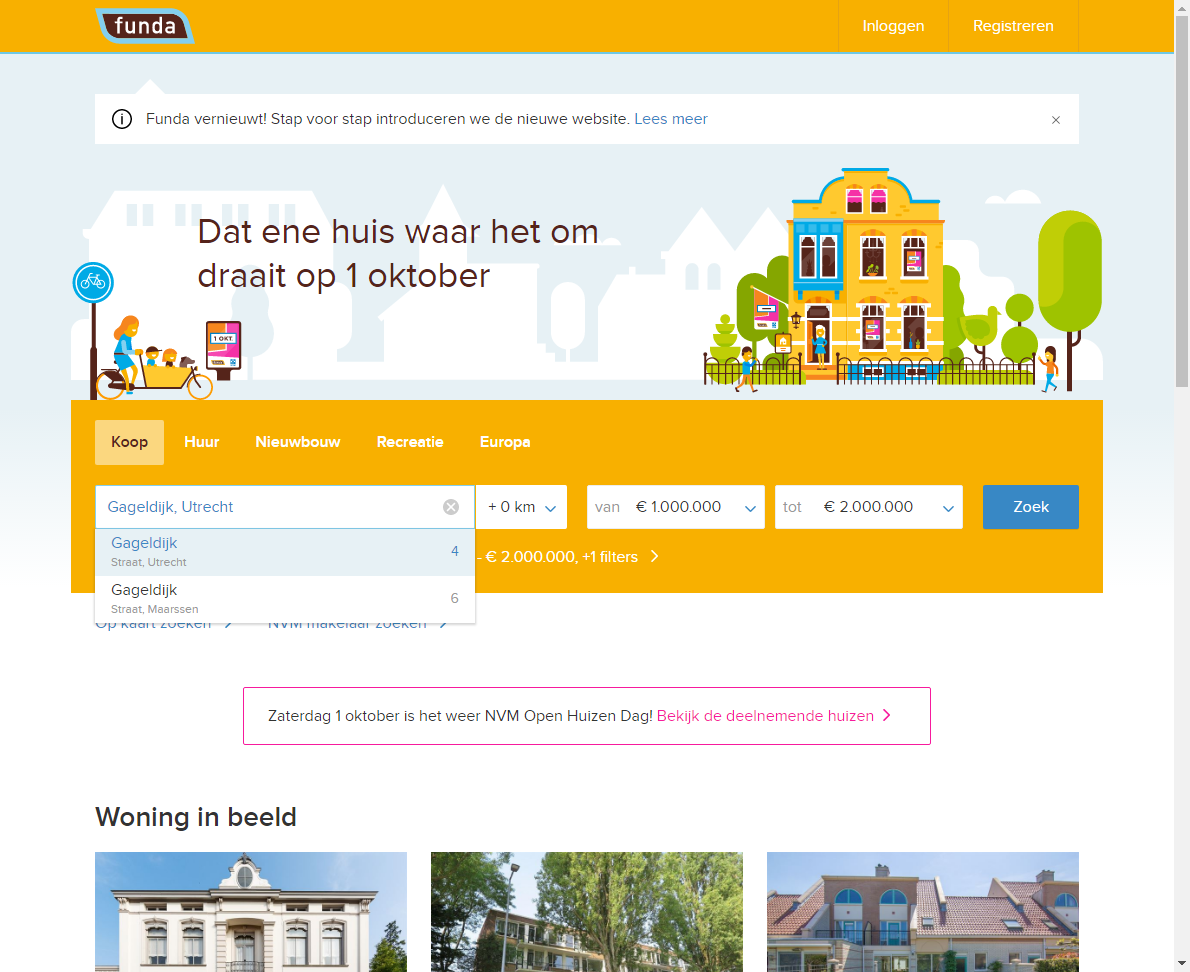 funda
Inloggen
Registreren
Funda vernieuwt! Stap voor stap introduceren we de nieuwe website. Lees meer
Dat ene huis waar het om
draait op 1 oktober
1 OKT
Koop
Huur
Nieuwbouw
Recreatie
Europa
Gageldijk, Utrecht
+ 0 km
van € 1.000.000
tot € 2.000.000
Zoek
Gageldijk
4
Straat, Utrecht
- € 2.000.000, +1 filters
Gageldijk
6
Straat, Maarssen
Op kaart zoeken
NVM makelaar zoeken
Zaterdag 1 oktober is het weer NVM Open Huizen Dag! Bekijk de deelnemende huizen
Woning in beeld